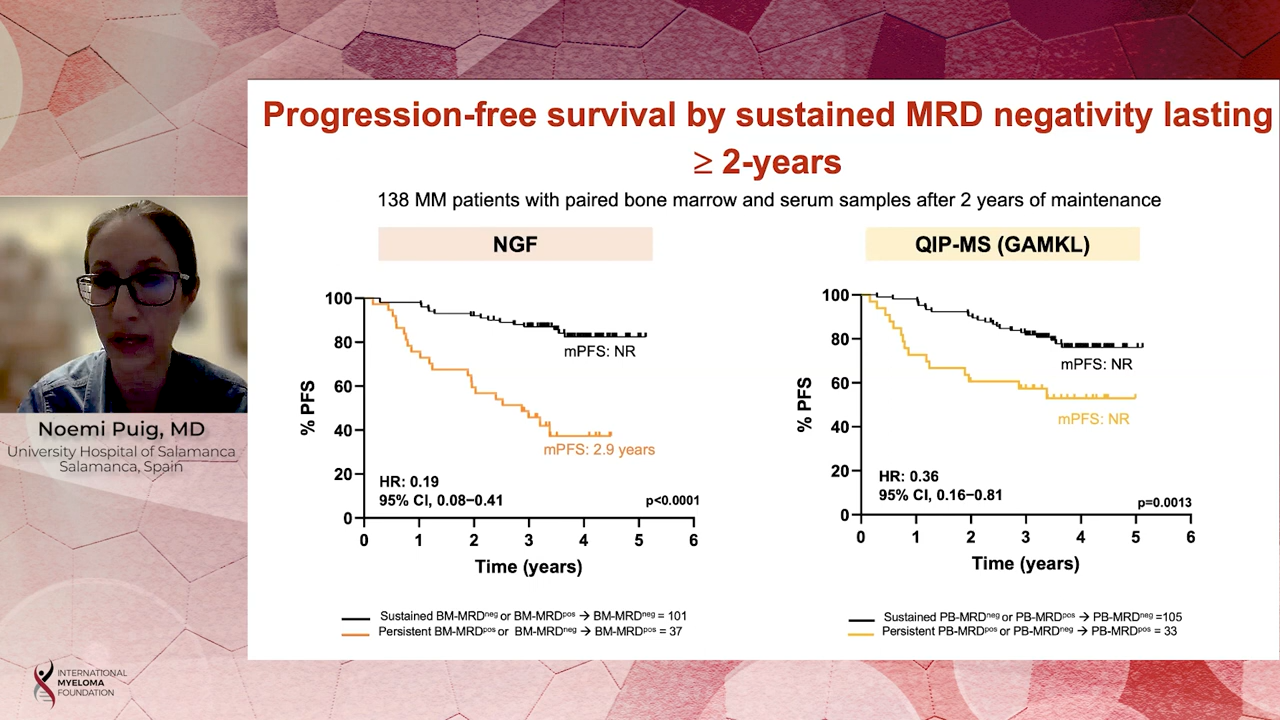 Progression-free survival by sustained MRD negativity lasting
≥ 2-years
138 MM patients with paired bone marrow and serum samples after 2 years of maintenance
NGF
100
80
60
40
20
0
% PFS
mPFS: NR
mPFS: 2.9 years
HR: 0.19
95% CI, 0.08–0.41
p<0.0001
0 1 2 3 4 5 6
Time (years)
Sustained BM-MRDneg or BM-MRDpos → BM-MRDneg = 101
Persistent BM-MRDpos or BM-MRDneg → BM-MRDpos = 37
QIP-MS (GAMKL)
100
80
60
40
20
0
% PFS
mPFS: NR
mPFS: NR
HR: 0.36
95% CI, 0.16–0.81
p=0.0013
0 1 2 3 4 5 6
Time (years)
Sustained PB-MRDneg or PB-MRDpos → PB-MRDneg =105
Persistent PB-MRDpos or PB-MRDneg → PB-MRDpos = 33
Noemi Puig, MD
University Hospital of Salamanca
Salamanca, Spain
INTERNATIONAL
MYELOMA
FOUNDATION